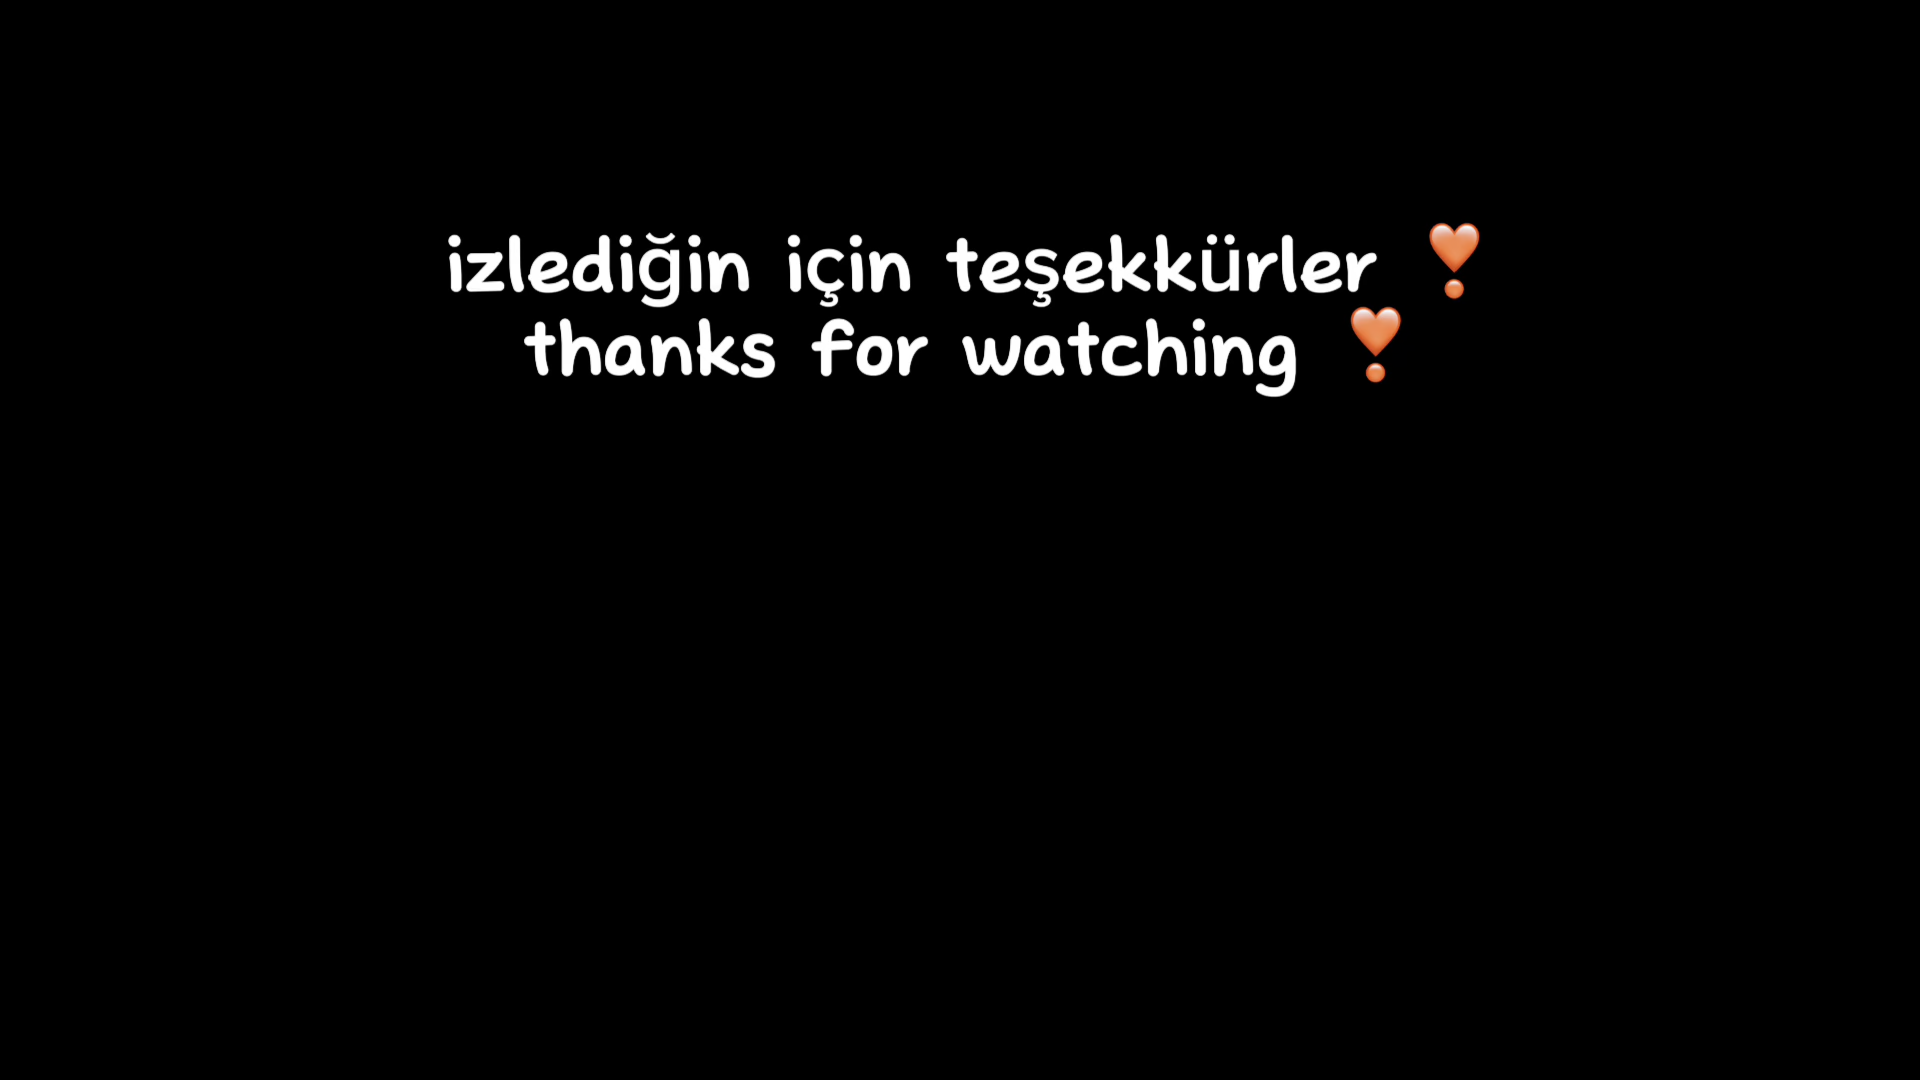 izlediğin için teşekkürler ❣️
thanks for watching ❣️